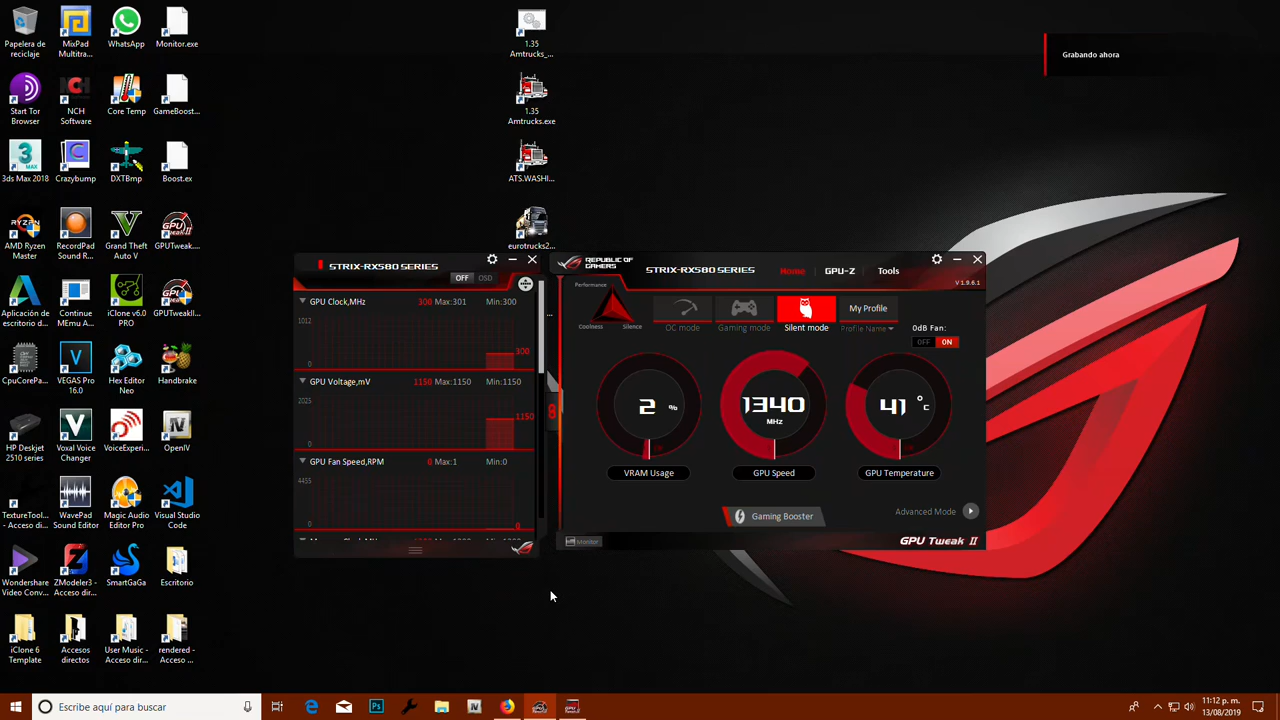 Papelera de
reciclaje
MixPad
Multitra...
WhatsApp
Monitor.exe
1.35
Amtrucks_...
Grabando ahora
Start Tor
Browser
NCH
Software
Core Temp
GameBoost...
1.35
Amtrucks.exe
3ds Max 2018
Crazybump
DXTBmp
Boost.ex
ATS.WASHI...
AMD Ryzen
Master
RecordPad
Sound R...
Grand Theft
Auto V
GPUTweak....
eurotrucks2...
Aplicación de
escritorio d...
Continue
MEmu A...
iClone v6.0
PRO
GPUTweakII...
CpuCorePa...
VEGAS Pro
16.0
Hex Editor
Neo
Handbrake
HP Deskjet
2510 series
Voxal Voice
Changer
VoiceExperi...
OpenIV
TextureTool...
- Acceso di...
WavePad
Sound Editor
Magic Audio
Editor Pro
Visual Studio
Code
Wondershare
Video Conv...
ZModeler3 -
Acceso di...
SmartGaGa
Escritorio
iClone 6
Template
Accesos
directos
User Music -
Acceso dir...
rendered -
Acceso ...
STRIX-RX580 SERIES
OFF OSD
GPU Clock,MHz 300 Max:301 Min:300
1012
300
0
GPU Voltage,mV 1150 Max:1150 Min:1150
2025
1150
0
GPU Fan Speed,RPM 0 Max:1 Min:0
4455
0
0
REPUBLIC OF
GAMERS
STRIX-RX580 SERIES
Home GPU-Z Tools
V 1.9.6.1
Performance
Coolness Silence
OC mode
Gaming mode
Silent mode
My Profile
Profile Name
0dB Fan:
OFF ON
2 %
VRAM Usage
1340
MHz
GPU Speed
41 °c
GPU Temperature
Gaming Booster
Advanced Mode
Monitor
GPU Tweak II
Escribe aquí para buscar
11:12 p.m.
13/08/2019